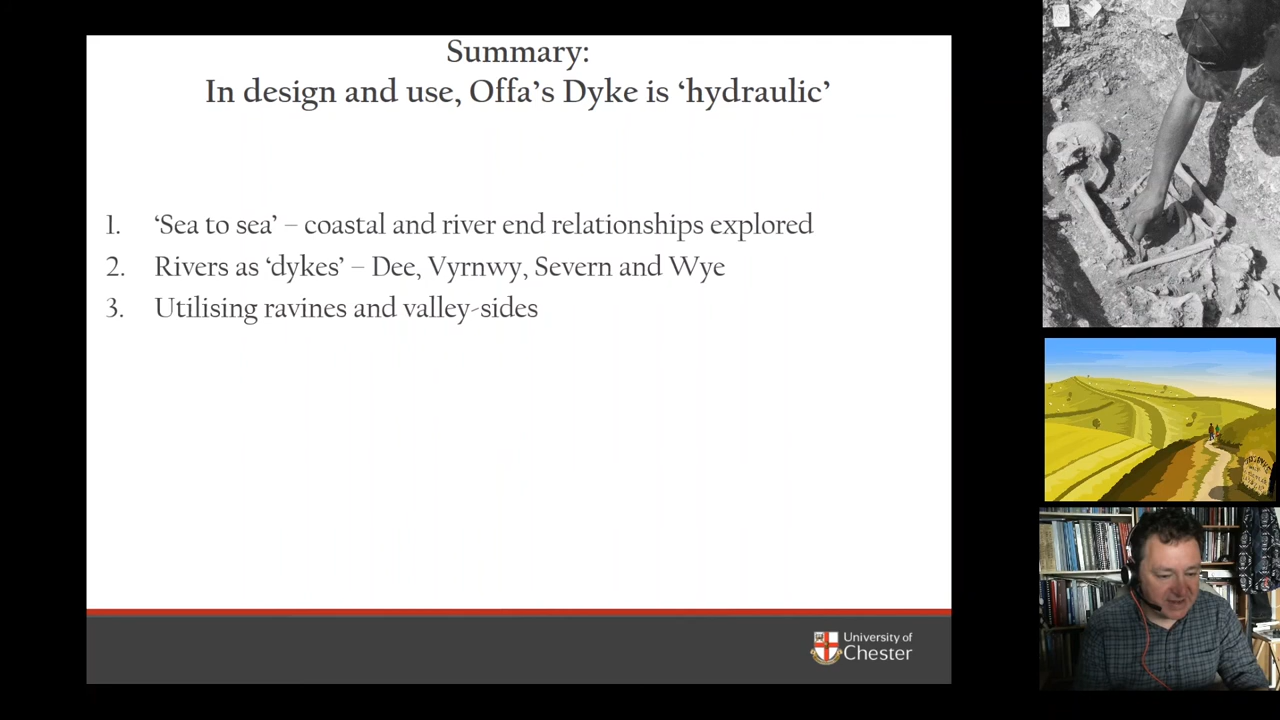 Summary:
In design and use, Offa's Dyke is ‘hydraulic’
1. ‘Sea to sea’ – coastal and river end relationships explored
2. Rivers as ‘dykes’ – Dee, Vyrnwy, Severn and Wye
3. Utilising ravines and valley-sides
University of
Chester